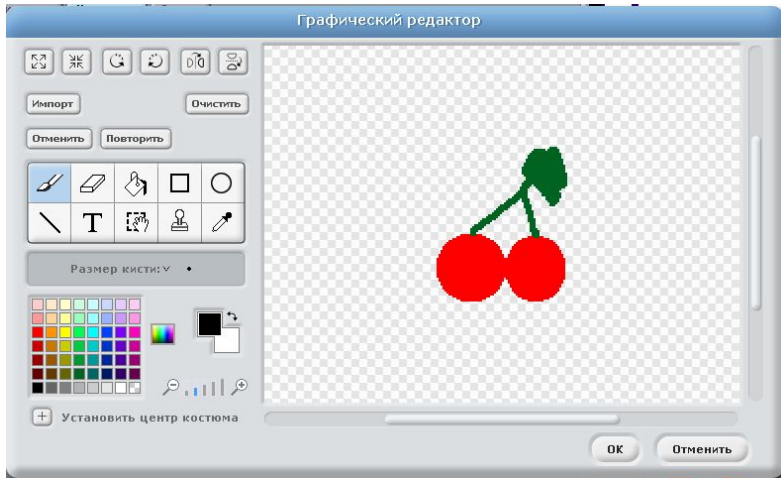 Графический редактор
Импорт
Очистить
Отменить
Повторить
T
Размер кисти:
Установить центр костюма
OK
Отменить